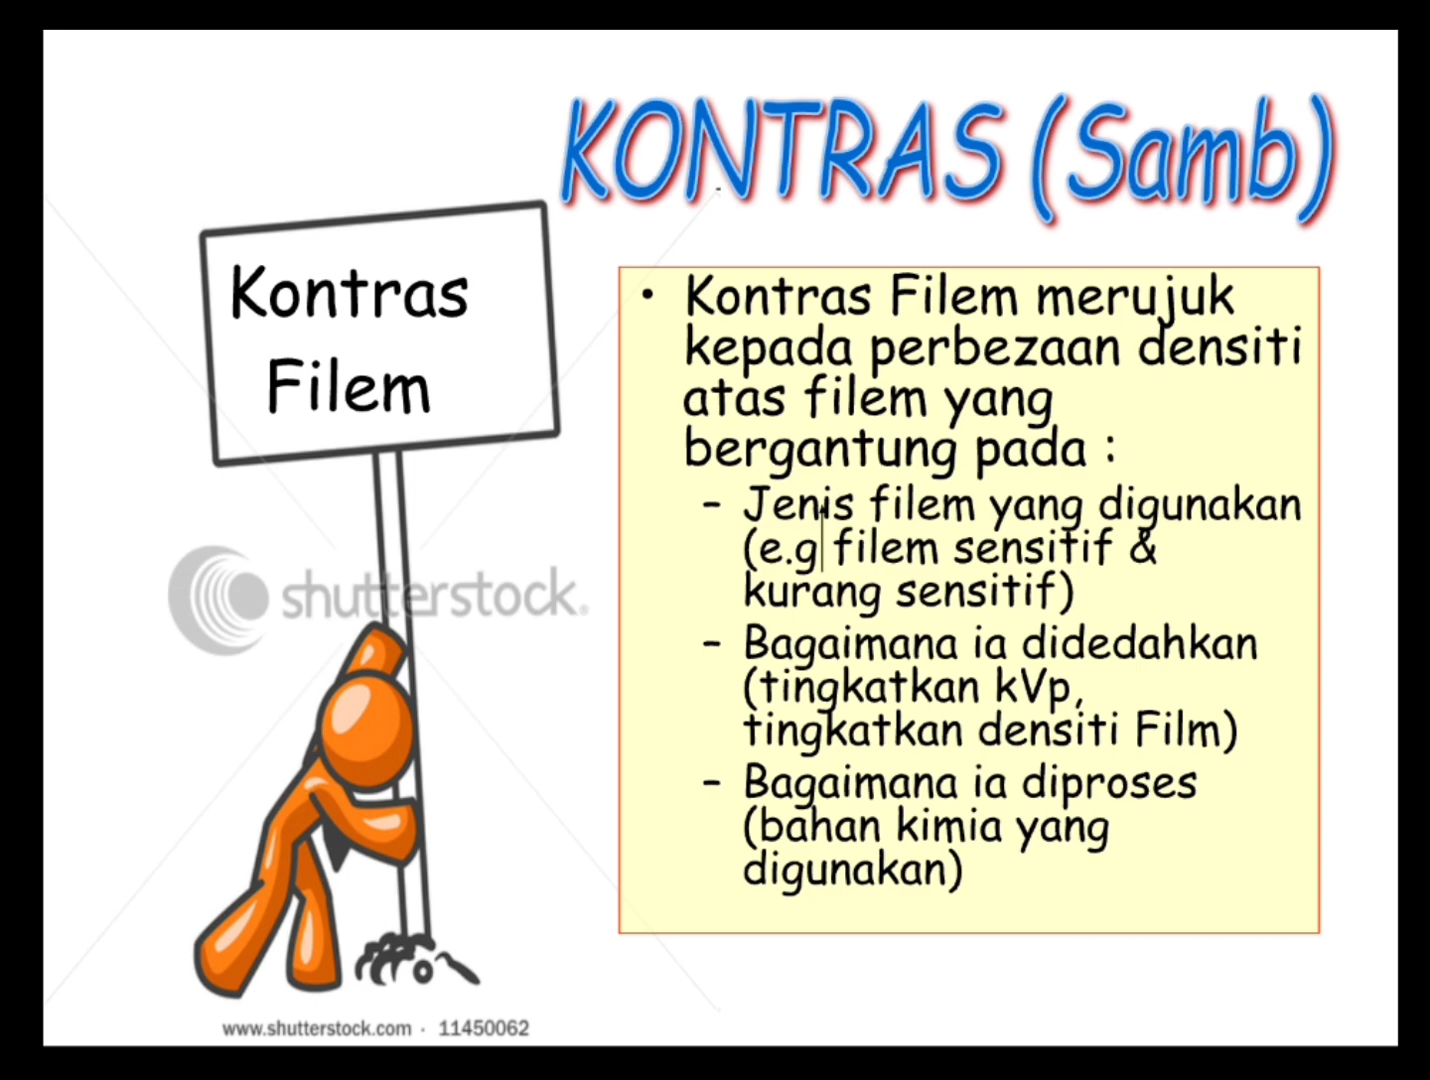 KONTRAS (Samb)
Kontras
Filem
• Kontras Filem merujuk
kepada perbezaan densiti
atas filem yang
bergantung pada :
– Jenis filem yang digunakan
(e.g filem sensitif &
kurang sensitif)
– Bagaimana ia didedahkan
(tingkatkan kVp,
tingkatkan densiti Film)
– Bagaimana ia diproses
(bahan kimia yang
digunakan)
shutterstock
www.shutterstock.com · 11450062